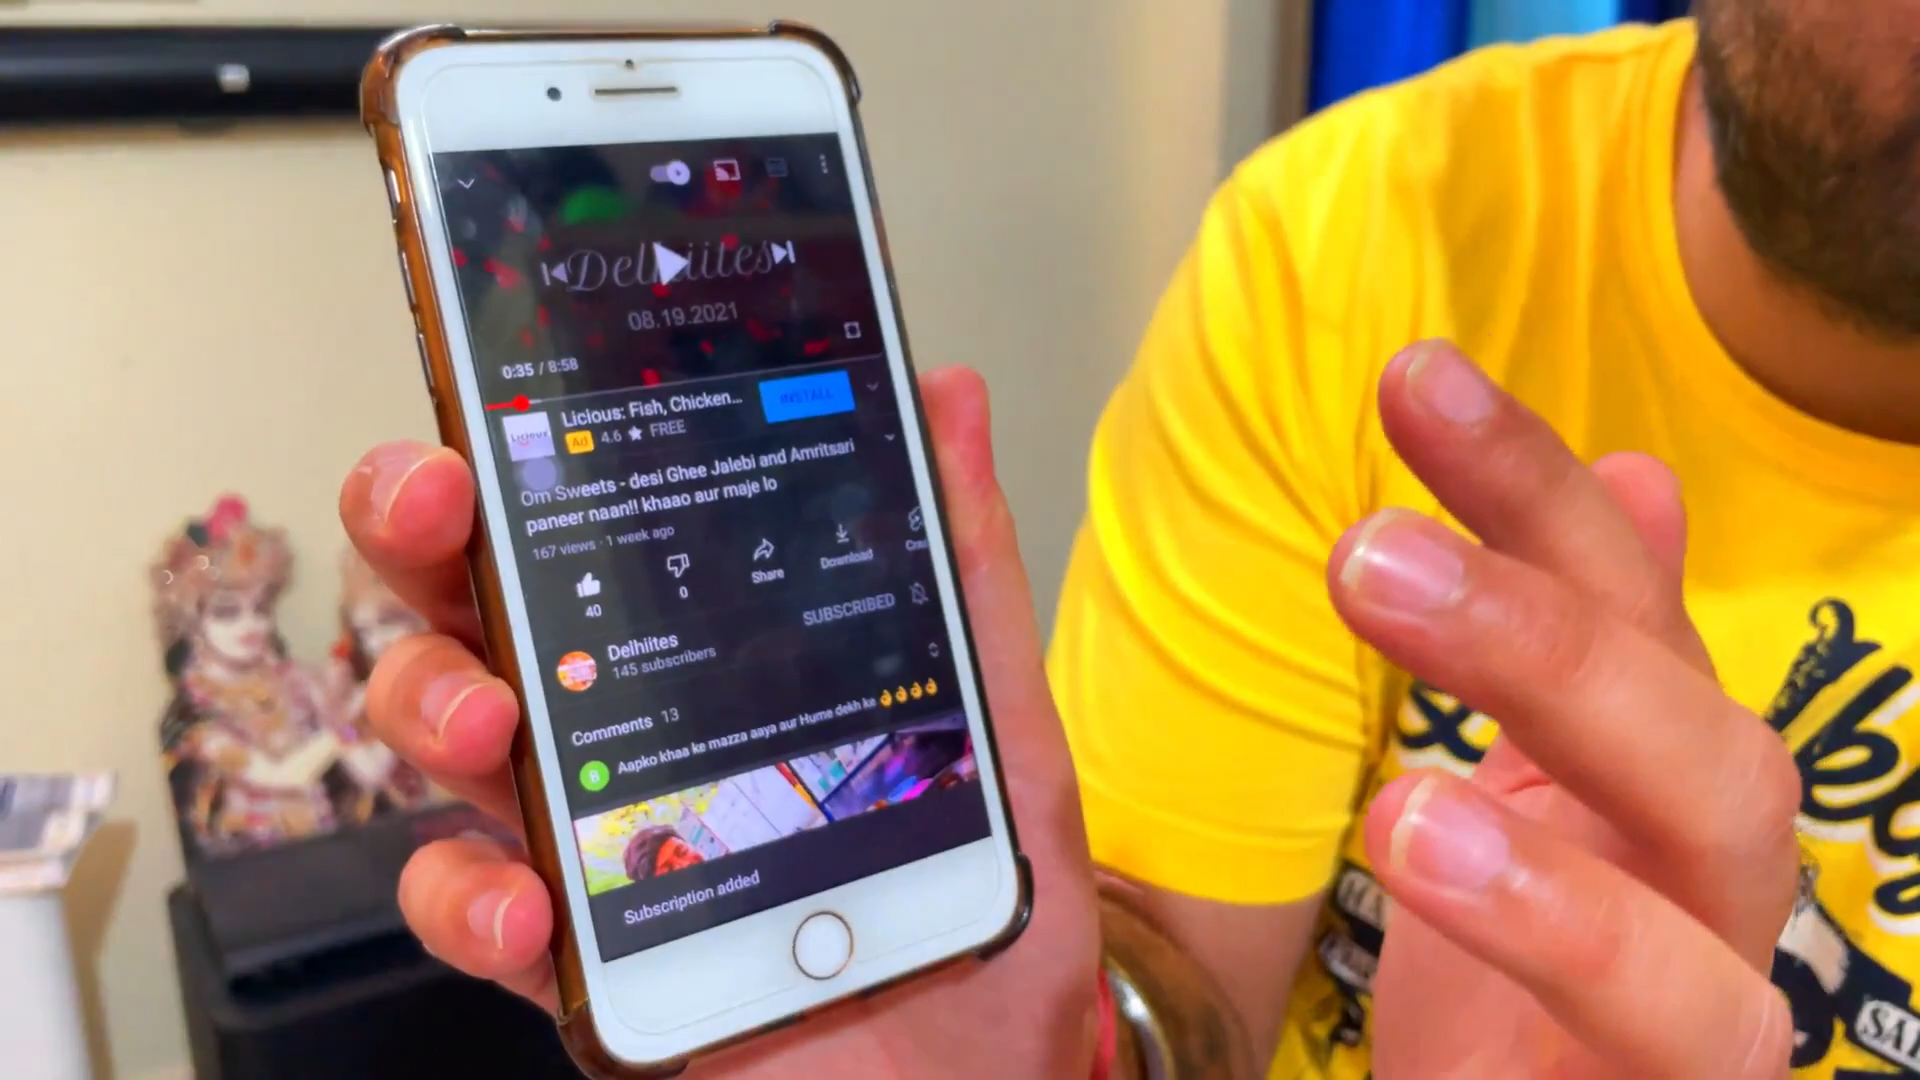 Delhiites
08.19.2021
0:35 / 8:58
Licious: Fish, Chicken...
INSTALL
Licious
Ad 4.6 ★ FREE
Om Sweets - desi Ghee Jalebi and Amritsari
paneer naan!! khaao aur maje lo
167 views · 1 week ago
40
0
Share
Download
Delhiites
SUBSCRIBED
145 subscribers
Comments 13
B
Aapko khaa ke mazza aaya aur Hume dekh ke 👌👌👌👌
Subscription added